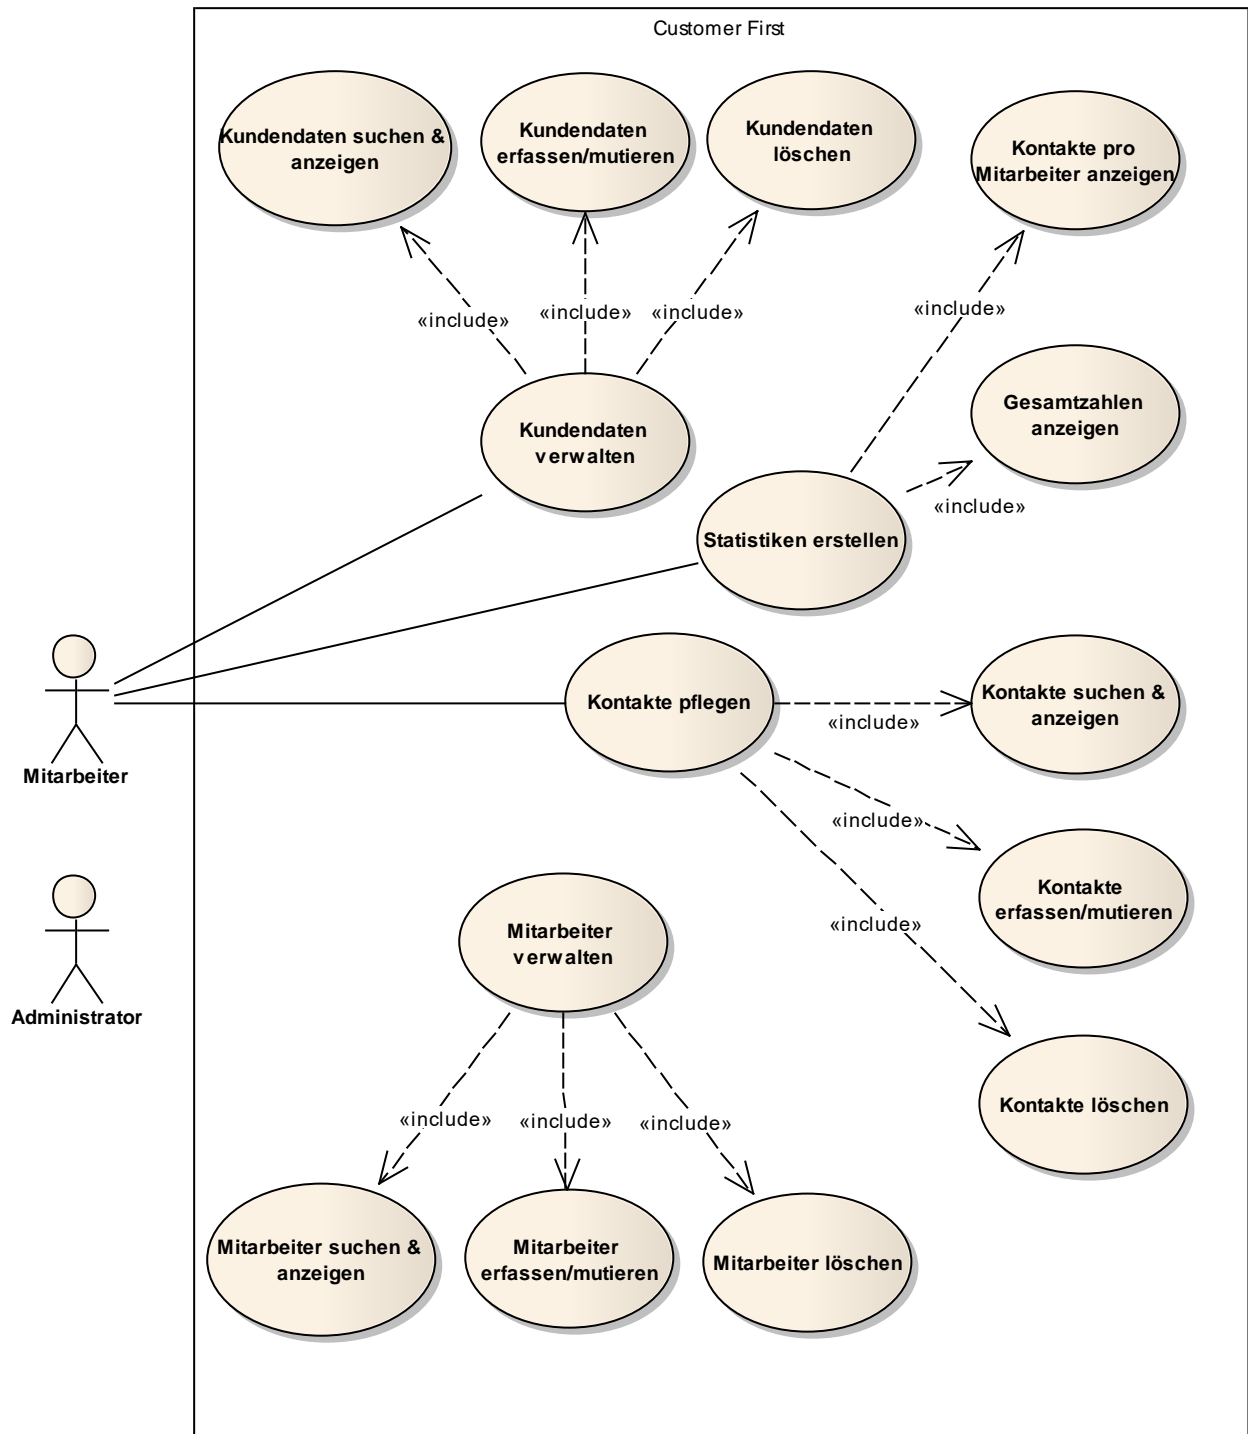 Customer First
Kundendaten suchen &
anzeigen
Kundendaten
erfassen/mutieren
Kundendaten
löschen
Kontakte pro
Mitarbeiter anzeigen
«include»
«include»
«include»
«include»
Kundendaten
verwalten
Gesamtzahlen
anzeigen
«include»
Statistiken erstellen
Mitarbeiter
Kontakte pflegen
«include»
Kontakte suchen &
anzeigen
«include»
Kontakte
erfassen/mutieren
«include»
Kontakte löschen
Administrator
Mitarbeiter
verwalten
«include»
«include»
«include»
Mitarbeiter suchen &
anzeigen
Mitarbeiter
erfassen/mutieren
Mitarbeiter löschen